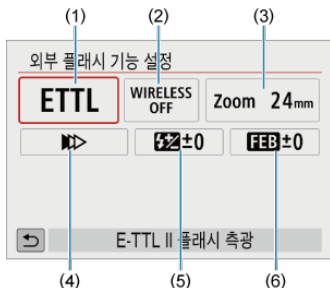 (1) (2) (3)
외부 플래시 기능 설정
ETTL WIRELESS OFF Zoom 24mm
±0 FEB±0
E-TTL II 플래시 측광
(4) (5) (6)